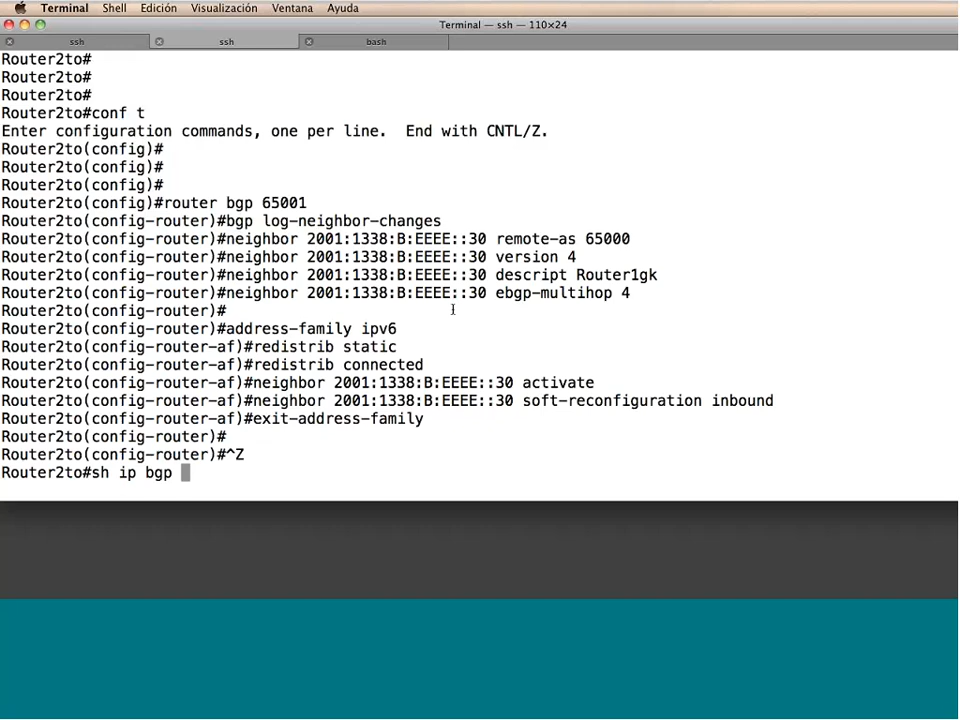 Terminal Shell Edición Visualización Ventana Ayuda
Terminal — ssh — 110×24
ssh ssh bash
Router2to#
Router2to#
Router2to#
Router2to#conf t
Enter configuration commands, one per line.  End with CNTL/Z.
Router2to(config)#
Router2to(config)#
Router2to(config)#
Router2to(config)#router bgp 65001
Router2to(config-router)#bgp log-neighbor-changes
Router2to(config-router)#neighbor 2001:1338:B:EEEE::30 remote-as 65000
Router2to(config-router)#neighbor 2001:1338:B:EEEE::30 version 4
Router2to(config-router)#neighbor 2001:1338:B:EEEE::30 descript Router1gk
Router2to(config-router)#neighbor 2001:1338:B:EEEE::30 ebgp-multihop 4
Router2to(config-router)#
Router2to(config-router)#address-family ipv6
Router2to(config-router-af)#redistrib static
Router2to(config-router-af)#redistrib connected
Router2to(config-router-af)#neighbor 2001:1338:B:EEEE::30 activate
Router2to(config-router-af)#neighbor 2001:1338:B:EEEE::30 soft-reconfiguration inbound
Router2to(config-router-af)#exit-address-family
Router2to(config-router)#
Router2to(config-router)#^Z
Router2to#sh ip bgp